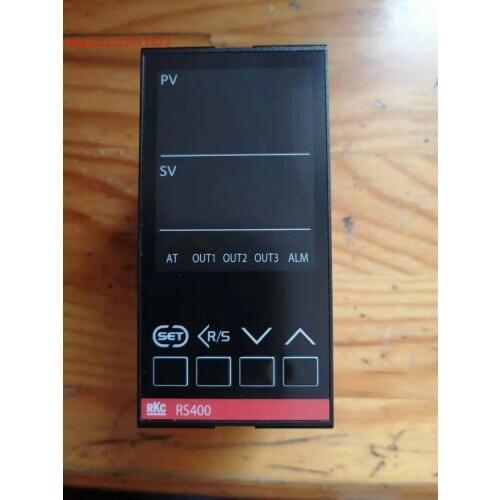 PV
SV
AT OUT1 OUT2 OUT3 ALM
SET <R/S
RKC RS400